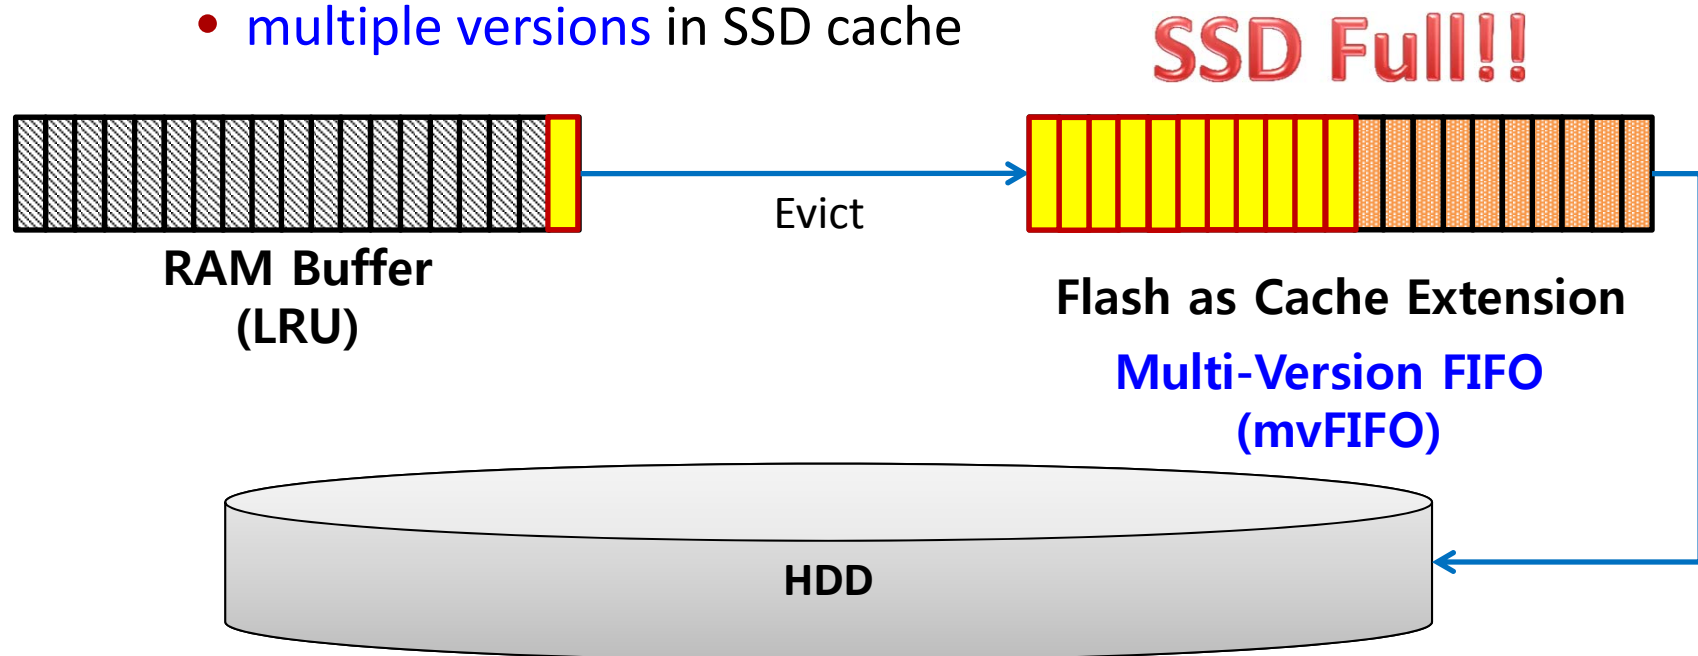 • multiple versions in SSD cache
SSD Full!!
Evict
RAM Buffer
(LRU)
Flash as Cache Extension
Multi-Version FIFO
(mvFIFO)
HDD